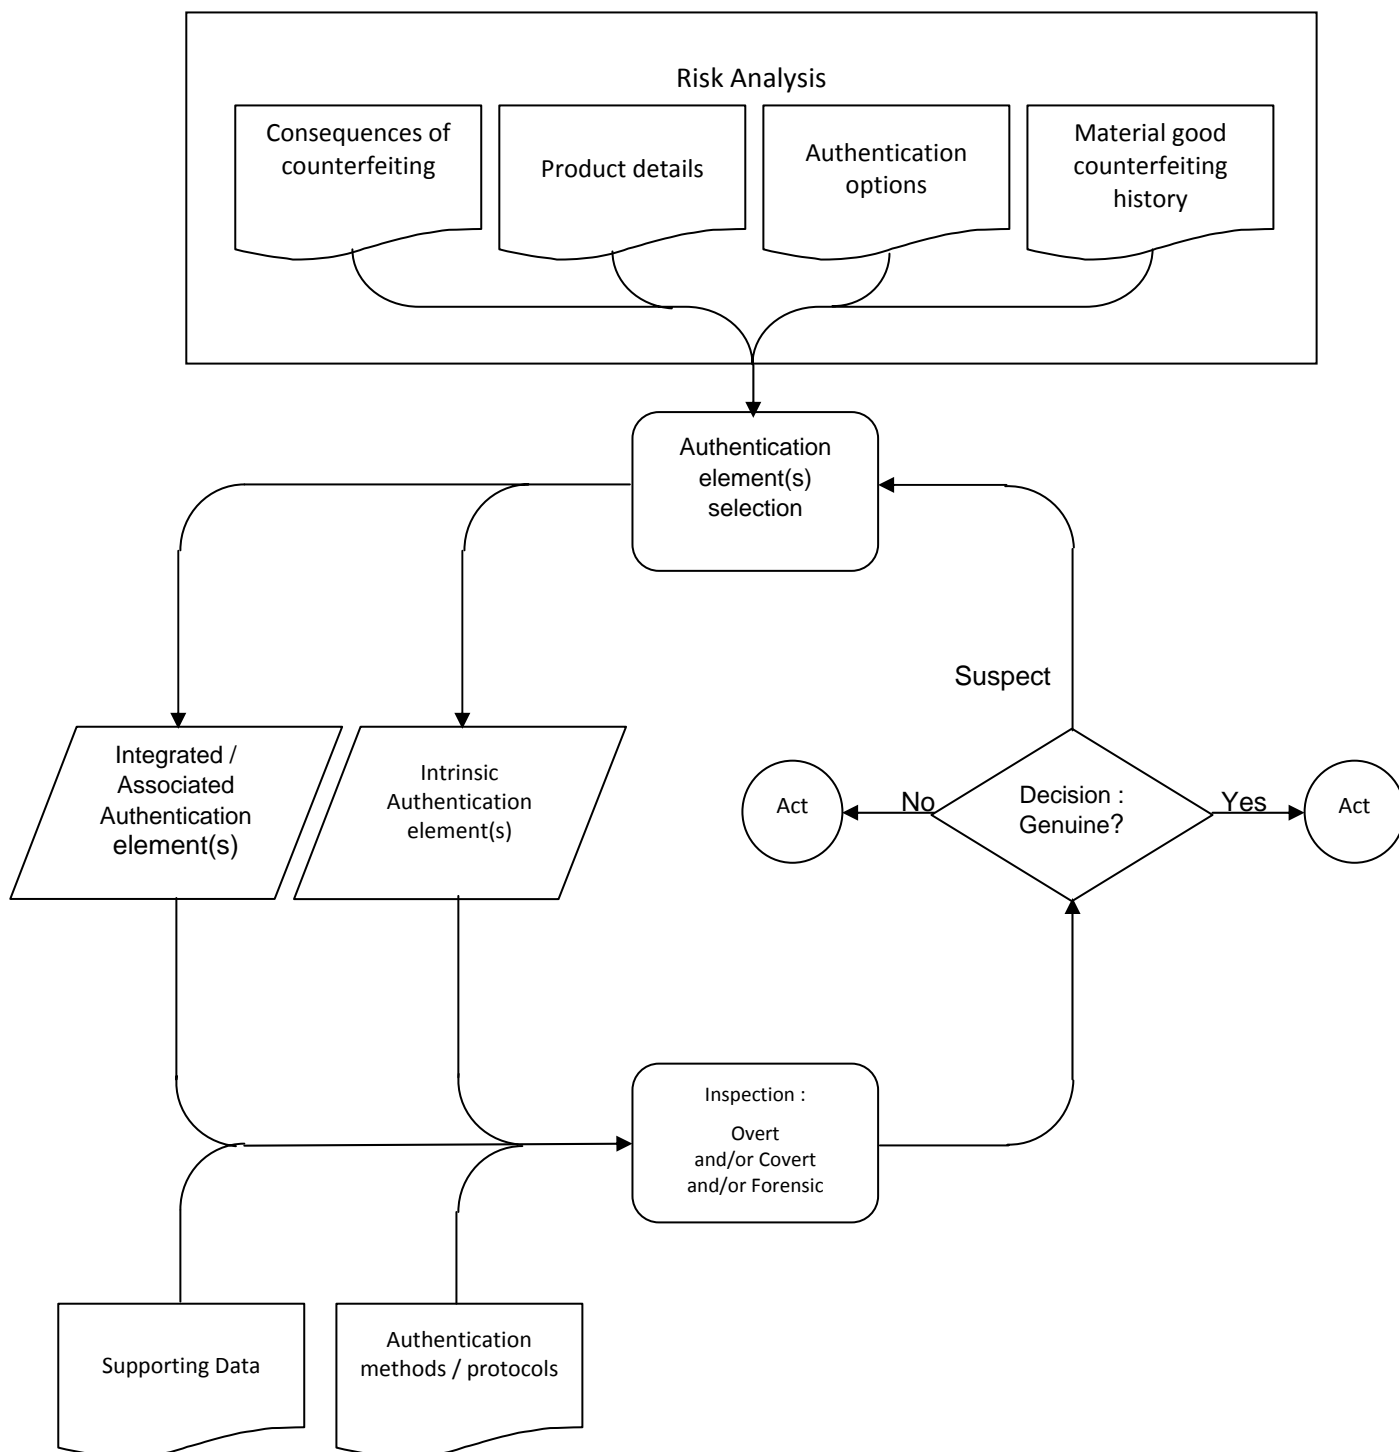 Risk Analysis
Consequences of
counterfeiting
Product details
Authentication
options
Material good
counterfeiting
history
Authentication
element(s)
selection
Suspect
Integrated /
Associated
Authentication
element(s)
Intrinsic
Authentication
element(s)
Act
No
Decision :
Genuine?
Yes
Act
Inspection :
Overt
and/or Covert
and/or Forensic
Supporting Data
Authentication
methods / protocols